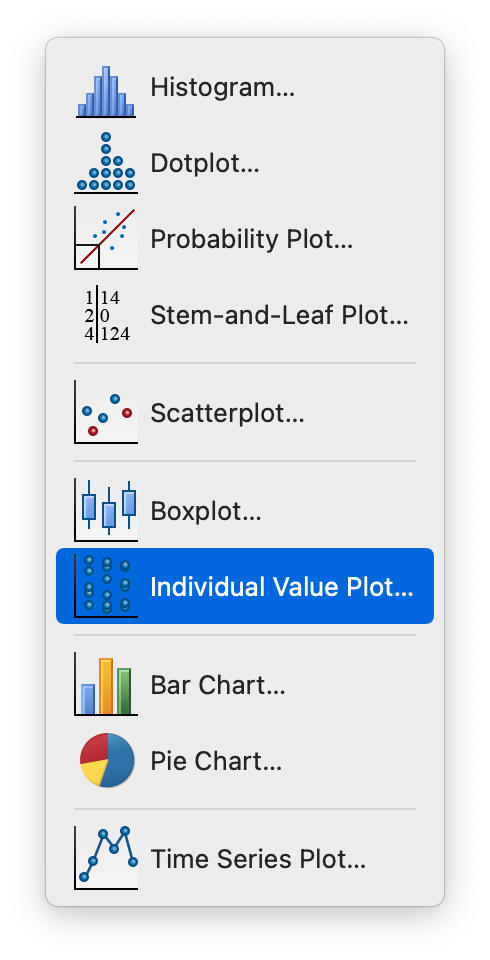 Histogram...
Dotplot...
Probability Plot...
1 14
2 0
4 124
Stem-and-Leaf Plot...
Scatterplot...
Boxplot...
Individual Value Plot...
Bar Chart...
Pie Chart...
Time Series Plot...